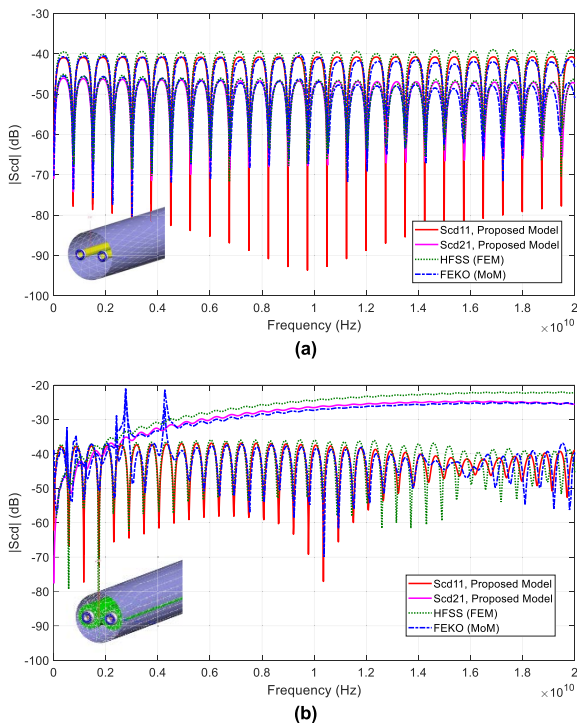 -30
-40
-50
-60
-70
-80
-90
-100
|Scd| (dB)
0 0.2 0.4 0.6 0.8 1 1.2 1.4 1.6 1.8 2
Frequency (Hz)
×10^10
Scd11, Proposed Model
Scd21, Proposed Model
HFSS (FEM)
FEKO (MoM)
(a)
-20
-30
-40
-50
-60
-70
-80
-90
-100
|Scd| (dB)
0 0.2 0.4 0.6 0.8 1 1.2 1.4 1.6 1.8 2
Frequency (Hz)
×10^10
Scd11, Proposed Model
Scd21, Proposed Model
HFSS (FEM)
FEKO (MoM)
(b)